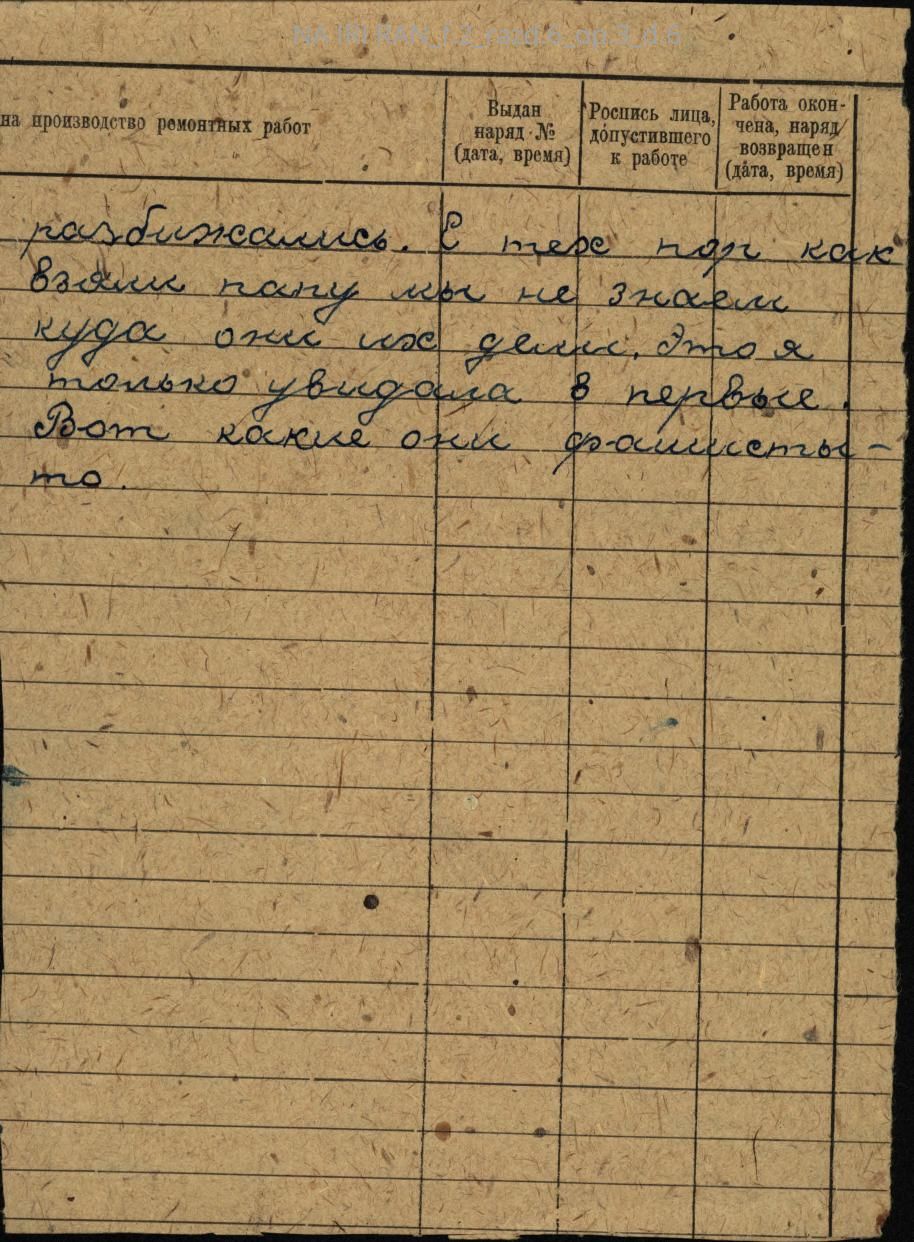 NA IRI RAN_f.2_razd.6_op.3_d.6
на производство ремонтных работ
Выдан
наряд №
(дата, время)
Роспись лица,
допустившего
к работе
Работа окон-
чена, наряд
возвращен
(дата, время)
разбижались. С тех пор как
взяли папу мы не знаем
куда они их дели. Это я
только увидала в первые.
Вот какие они фашисты-
то.